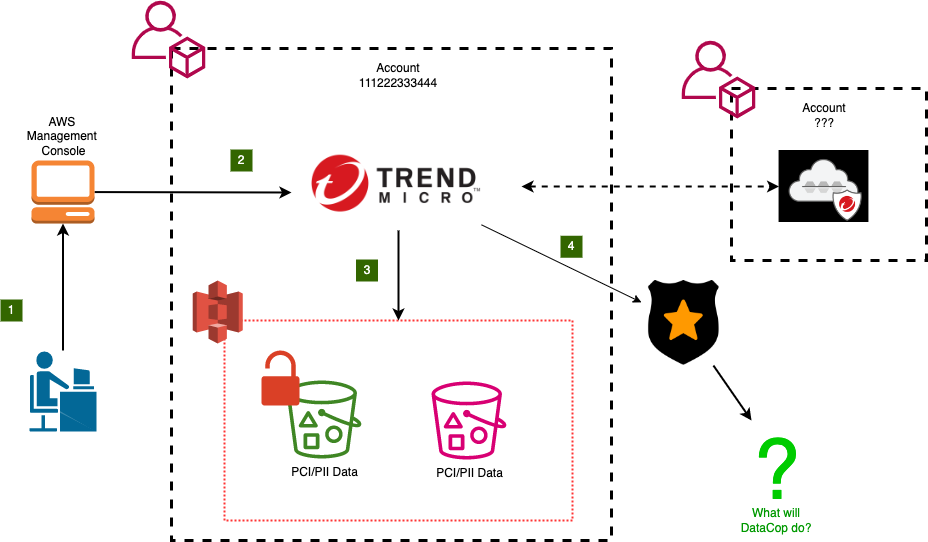 Account
111222333444
Account
???
AWS
Management
Console
2
TREND
MICRO™
4
3
1
PCI/PII Data
PCI/PII Data
?
What will
DataCop do?